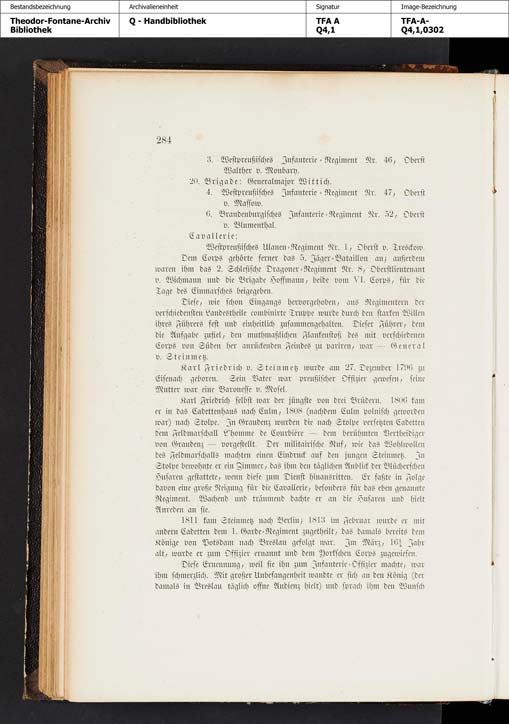 Bestandsbezeichnung Archivalieneinheit Signatur Image-Bezeichnung
Theodor-Fontane-Archiv Q - Handbibliothek TFA A TFA-A-
Bibliothek Q4,1 Q4,1,0302
284
3. Westpreußisches Infanterie-Regiment Nr. 46, Oberst
Walther v. Monbary.
20. Brigade: Generalmajor Wittich.
4. Westpreußisches Infanterie-Regiment Nr. 47, Oberst
v. Massow.
6. Brandenburgisches Infanterie-Regiment Nr. 52, Oberst
v. Blumenthal.
Cavallerie:
Westpreußisches Ulanen-Regiment Nr. 1, Oberst v. Tresckow.
Dem Corps gehörte ferner das 5. Jäger-Bataillon an; außerdem
waren ihm das 2. Schlesische Dragoner-Regiment Nr. 8, Oberstlieutenant
v. Wichmann und die Brigade Hoffmann, beide vom VI. Corps, für die
Tage des Einmarsches beigegeben.
Diese, wie schon Eingangs hervorgehoben, aus Regimentern der
verschiedensten Landestheile combinirte Truppe wurde durch den starken Willen
ihres Führers fest und einheitlich zusammengehalten. Dieser Führer, dem
die Aufgabe zufiel, den muthmaßlichen Flankenstoß des mit verschiedenen
Corps von Süden her anrückenden Feindes zu pariren, war — General
v. Steinmetz.
Karl Friedrich v. Steinmetz wurde am 27. Dezember 1796 zu
Eisenach geboren. Sein Vater war preußischer Offizier gewesen, seine
Mutter war eine Baronesse v. Mosel.
Karl Friedrich selbst war der jüngste von drei Brüdern. 1806 kam
er in das Cadettenhaus nach Culm, 1808 (nachdem Culm polnisch geworden
war) nach Stolpe. In Graudenz wurden die nach Stolpe versetzten Cadetten
dem Feldmarschall L'homme de Courbière — dem berühmten Vertheidiger
von Graudenz — vorgestellt. Der militairische Ruf, wie das Wohlwollen
des Feldmarschalls machten einen Eindruck auf den jungen Steinmetz. In
Stolpe bewohnte er ein Zimmer, das ihm den täglichen Anblick der Blücherschen
Husaren gestattete, wenn diese zum Dienst hinausritten. Er faßte in Folge
davon eine große Neigung für die Cavallerie, besonders für das eben genannte
Regiment. Wachend und träumend dachte er an die Husaren und hielt
Anreden an sie.
1811 kam Steinmetz nach Berlin; 1813 im Februar wurde er mit
andern Cadetten dem 1. Garde-Regiment zugetheilt, das damals bereits dem
Könige von Potsdam nach Breslau gefolgt war. Im März, 16¼ Jahr
alt, wurde er zum Offizier ernannt und dem Yorkschen Corps zugewiesen.
Diese Ernennung, weil sie ihn zum Infanterie-Offizier machte, war
ihm schmerzlich. Mit großer Unbefangenheit wandte er sich an den König (der
damals in Breslau täglich offne Audienz hielt) und sprach ihm den Wunsch